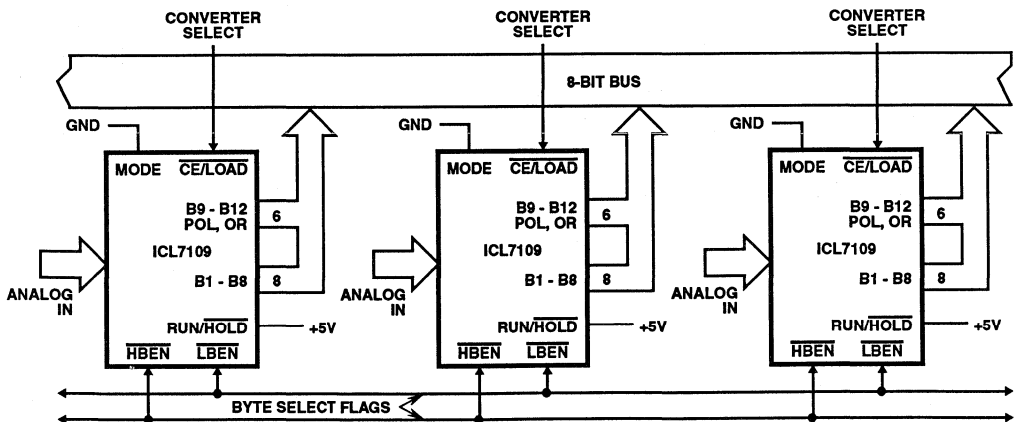 CONVERTER
SELECT
CONVERTER
SELECT
CONVERTER
SELECT
8-BIT BUS
GND
GND
GND
MODE
CE/LOAD
B9 - B12
POL, OR
6
ICL7109
B1 - B8
8
ANALOG
IN
RUN/HOLD
+5V
HBEN
LBEN
MODE
CE/LOAD
B9 - B12
POL, OR
6
ICL7109
B1 - B8
8
ANALOG
IN
RUN/HOLD
+5V
HBEN
LBEN
MODE
CE/LOAD
B9 - B12
POL, OR
6
ICL7109
B1 - B8
8
ANALOG
IN
RUN/HOLD
+5V
HBEN
LBEN
BYTE SELECT FLAGS